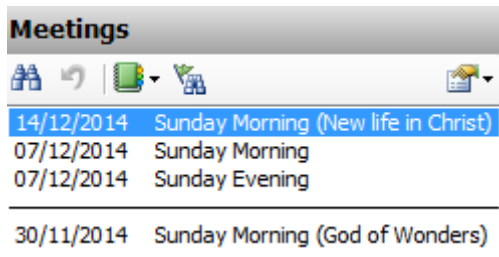 Meetings
14/12/2014 Sunday Morning (New life in Christ)
07/12/2014 Sunday Morning
07/12/2014 Sunday Evening
30/11/2014 Sunday Morning (God of Wonders)